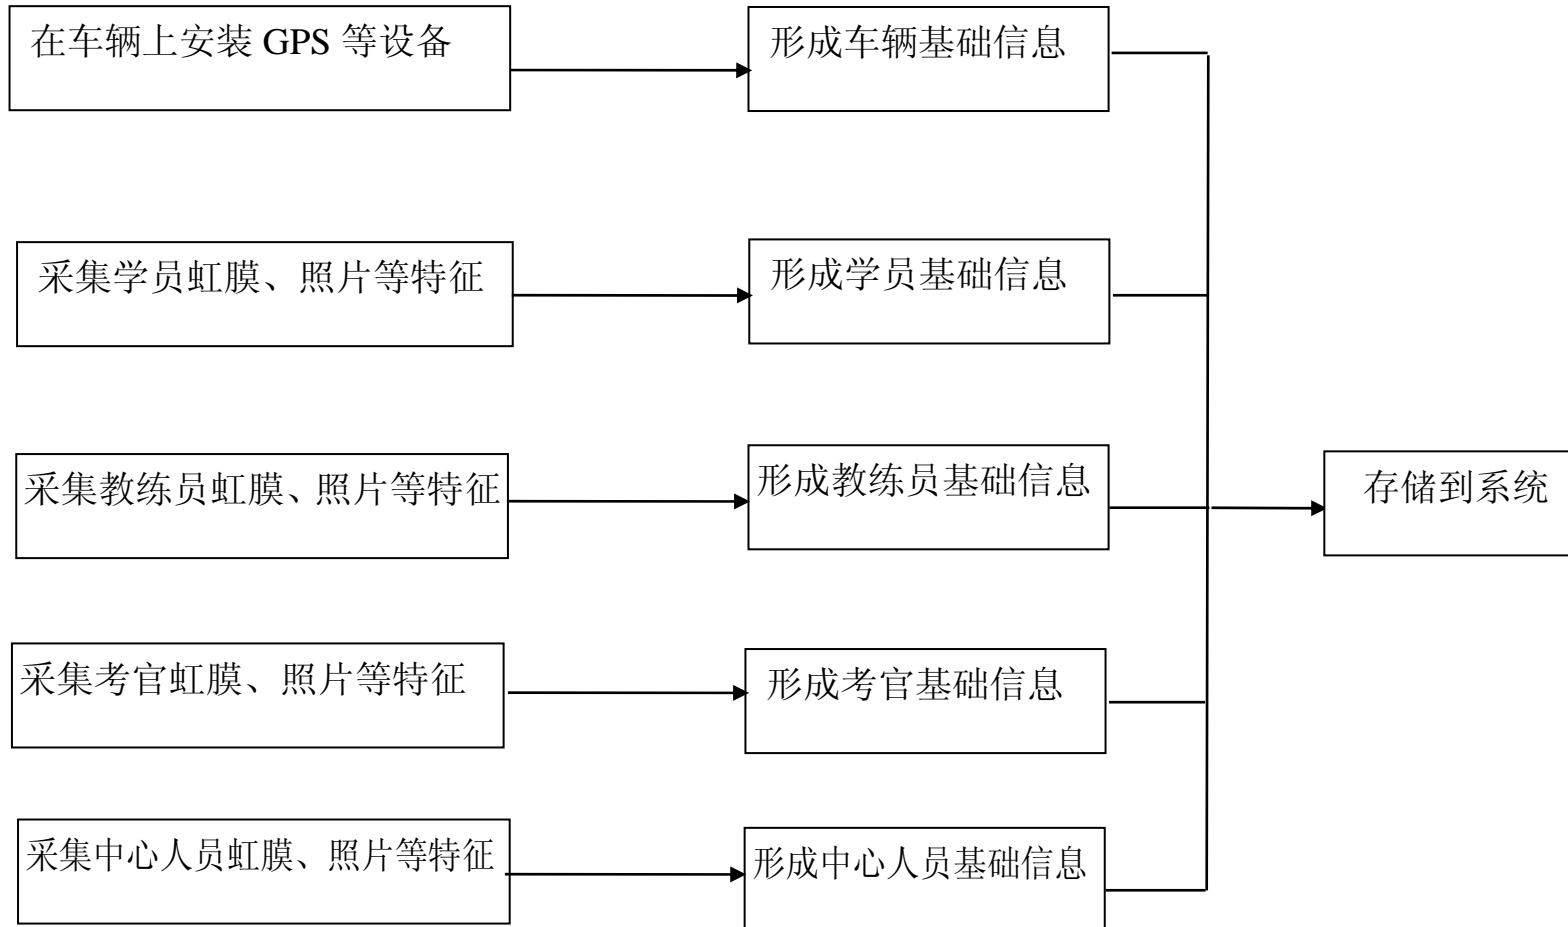 在车辆上安装 GPS 等设备
形成车辆基础信息
采集学员虹膜、照片等特征
形成学员基础信息
采集教练员虹膜、照片等特征
形成教练员基础信息
存储到系统
采集考官虹膜、照片等特征
形成考官基础信息
采集中心人员虹膜、照片等特征
形成中心人员基础信息